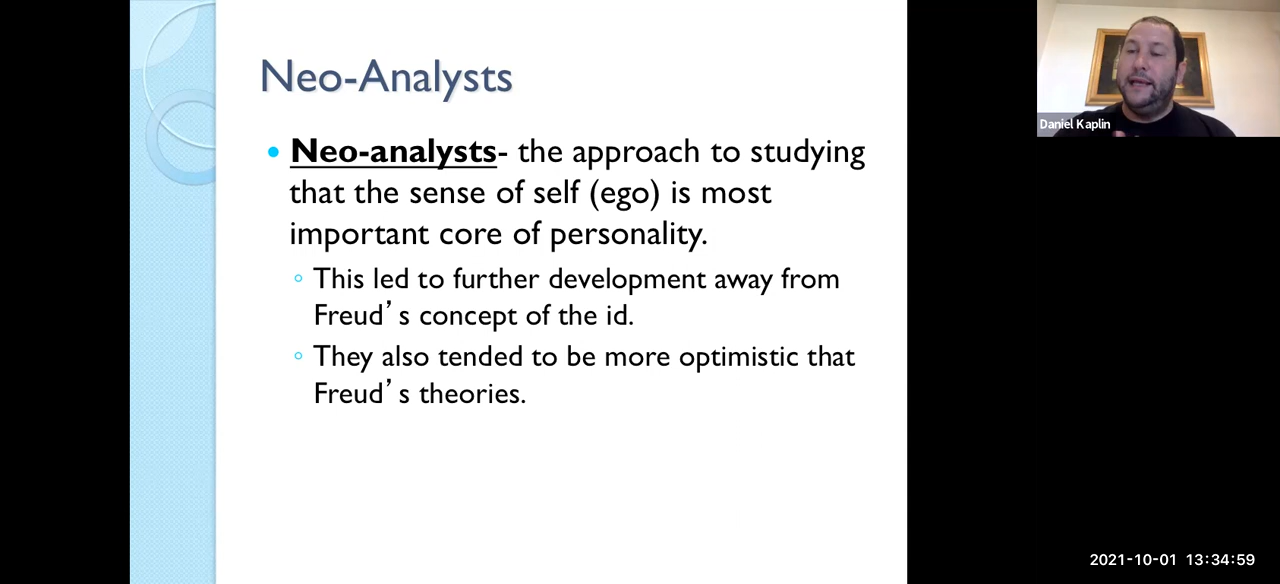 Neo-Analysts
• Neo-analysts- the approach to studying
that the sense of self (ego) is most
important core of personality.
◦ This led to further development away from
Freud’s concept of the id.
◦ They also tended to be more optimistic that
Freud’s theories.
Daniel Kaplin
2021-10-01 13:34:59